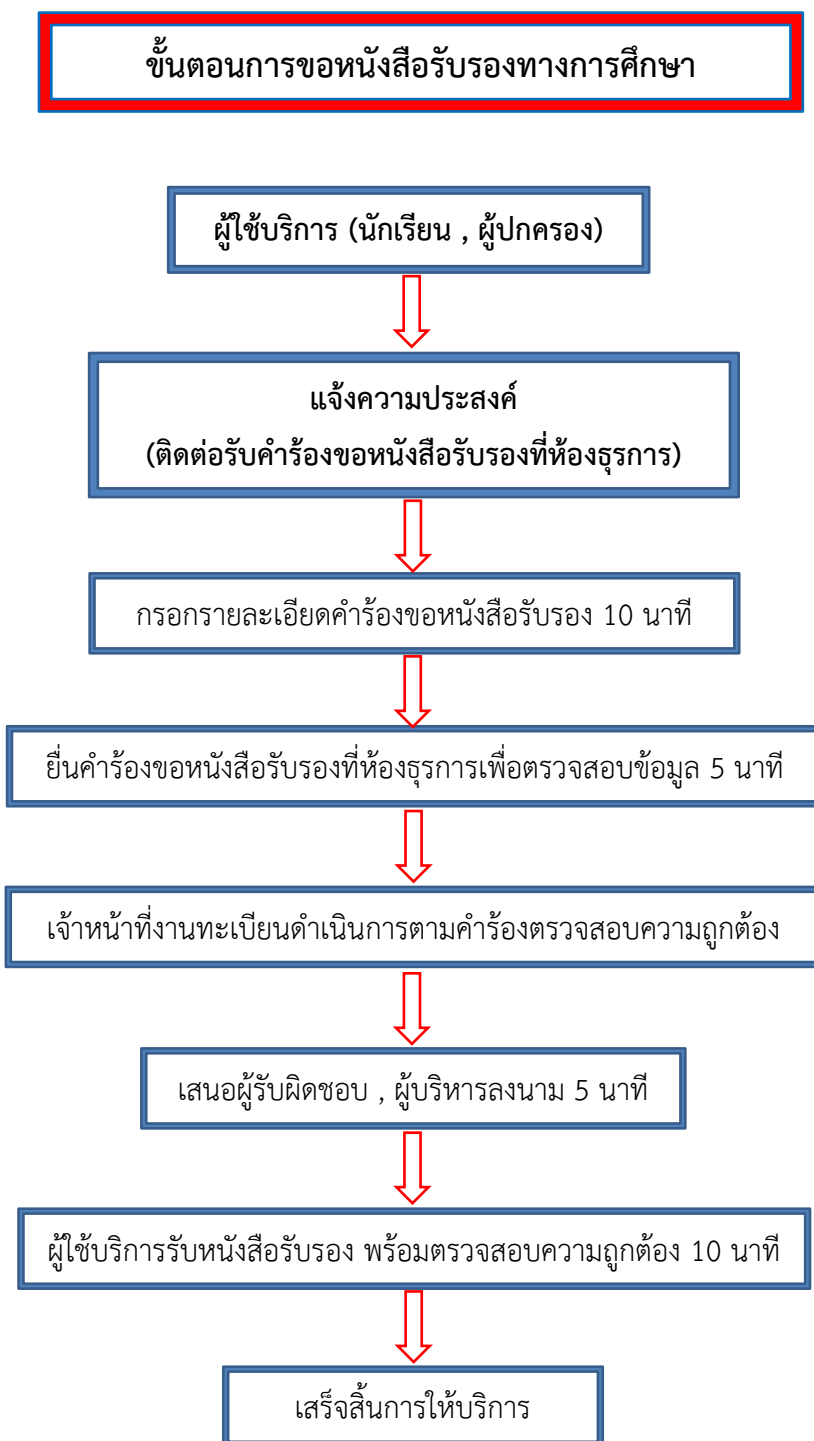 ขั้นตอนการขอหนังสือรับรองทางการศึกษา
ผู้ใช้บริการ (นักเรียน , ผู้ปกครอง)
แจ้งความประสงค์
(ติดต่อรับคำร้องขอหนังสือรับรองที่ห้องธุรการ)
กรอกรายละเอียดคำร้องขอหนังสือรับรอง 10 นาที
ยื่นคำร้องขอหนังสือรับรองที่ห้องธุรการเพื่อตรวจสอบข้อมูล 5 นาที
เจ้าหน้าที่งานทะเบียนดำเนินการตามคำร้องตรวจสอบความถูกต้อง
เสนอผู้รับผิดชอบ , ผู้บริหารลงนาม 5 นาที
ผู้ใช้บริการรับหนังสือรับรอง พร้อมตรวจสอบความถูกต้อง 10 นาที
เสร็จสิ้นการให้บริการ